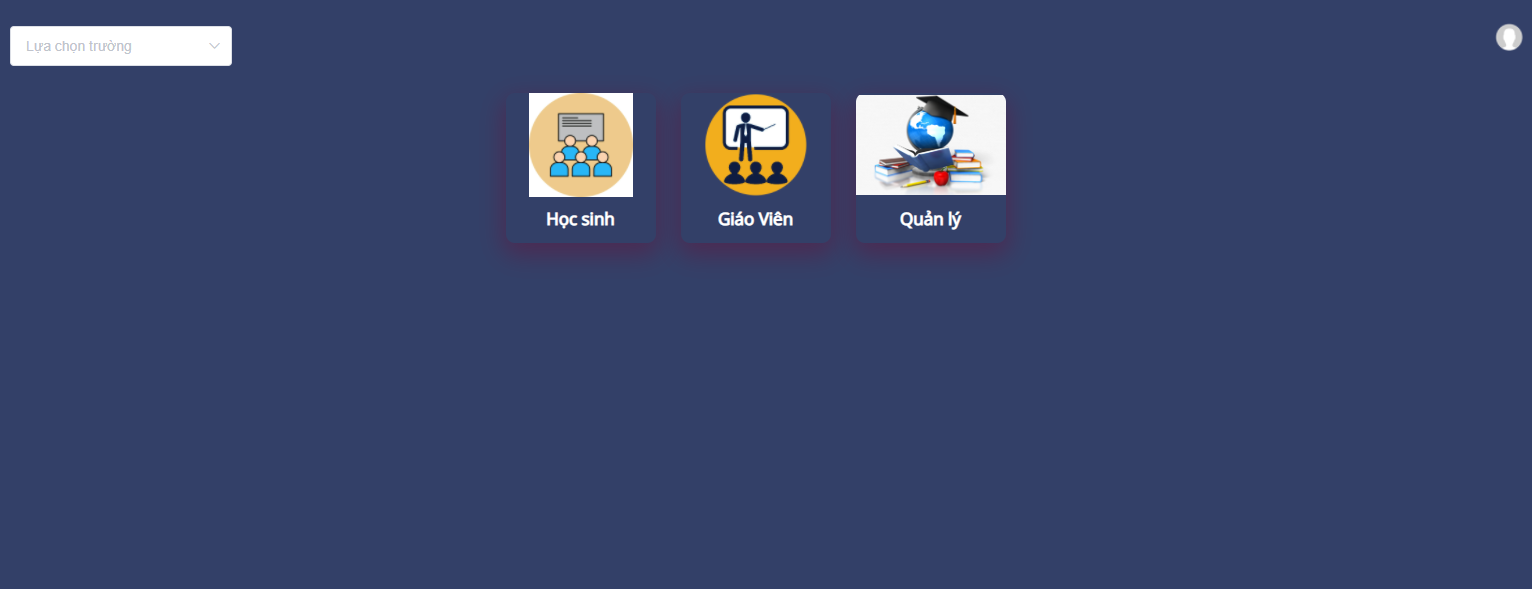 Lựa chọn trường
Học sinh
Giáo Viên
Quản lý